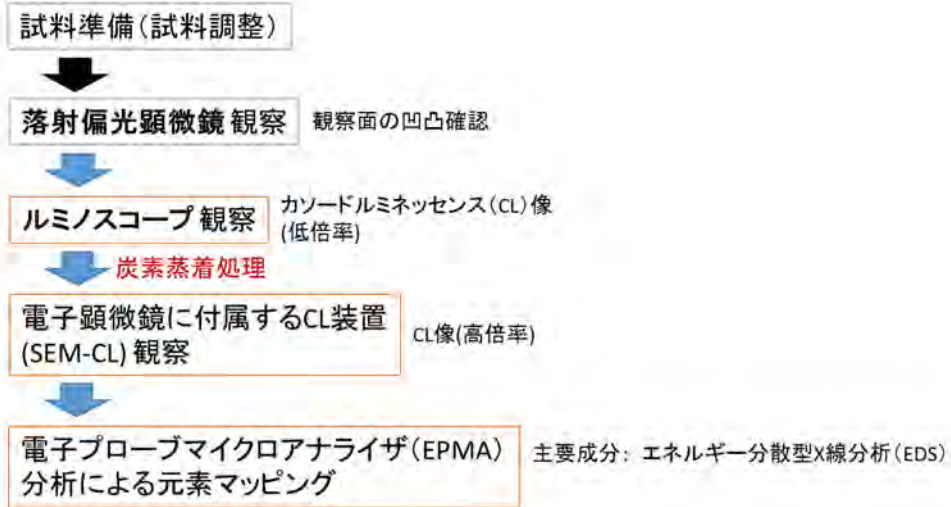 試料準備（試料調整）
落射偏光顕微鏡 観察
観察面の凹凸確認
ルミノスコープ 観察
カソードルミネッセンス（CL）像
(低倍率)
炭素蒸着処理
電子顕微鏡に付属するCL装置
(SEM-CL) 観察
CL像(高倍率)
電子プローブマイクロアナライザ（EPMA）
分析による元素マッピング
主要成分： エネルギー分散型X線分析（EDS）